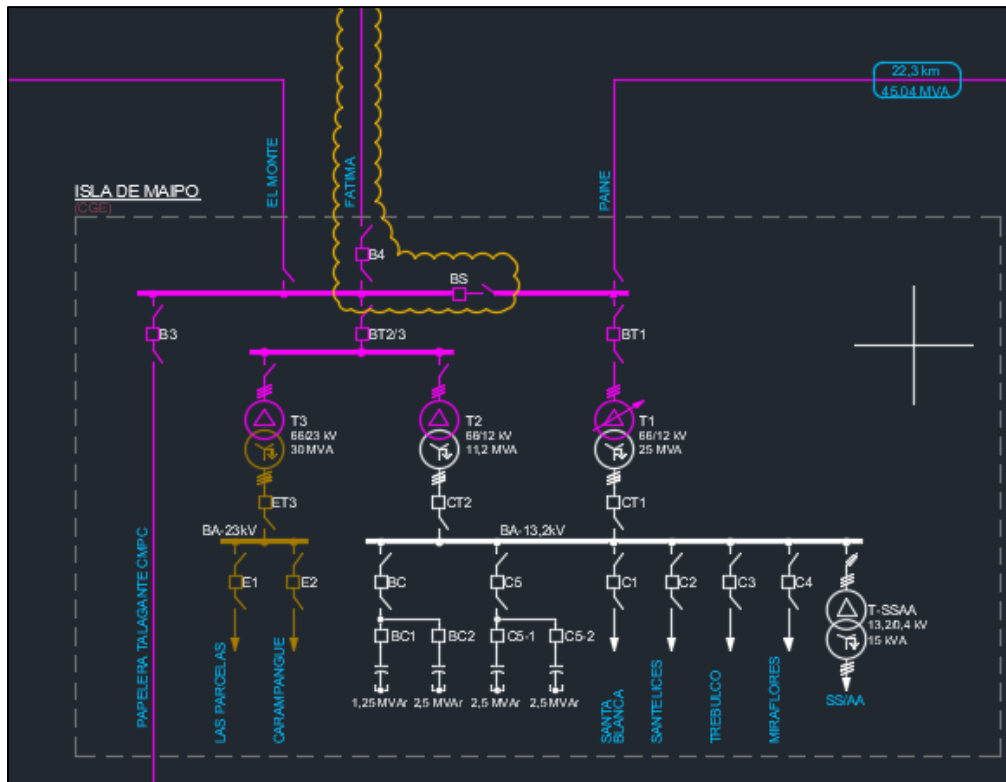 22,3 km
46,04 MVA
EL MONTE
FATIMA
PAINE
ISLA DE MAIPO
(CGE)
B4
BS
B3
BT2/3
BT1
T3
66/23 kV
30 MVA
T2
66/12 kV
11,2 MVA
T1
66/12 kV
25 MVA
ET3
CT2
CT1
BA-23kV
BA-13,2kV
E1
E2
BC
C5
C1
C2
C3
C4
T-SSAA
13,2/0,4 kV
15 kVA
BC1
BC2
C5-1
C5-2
1,25 MVAr
2,5 MVAr
2,5 MVAr
2,5 MVAr
SS/AA
PAPELERA TALAGANTE CMPC
LAS PARCELAS
CARAMPANGUE
SANTA
BLANCA
SANTELICES
TREBULCO
MIRAFLORES